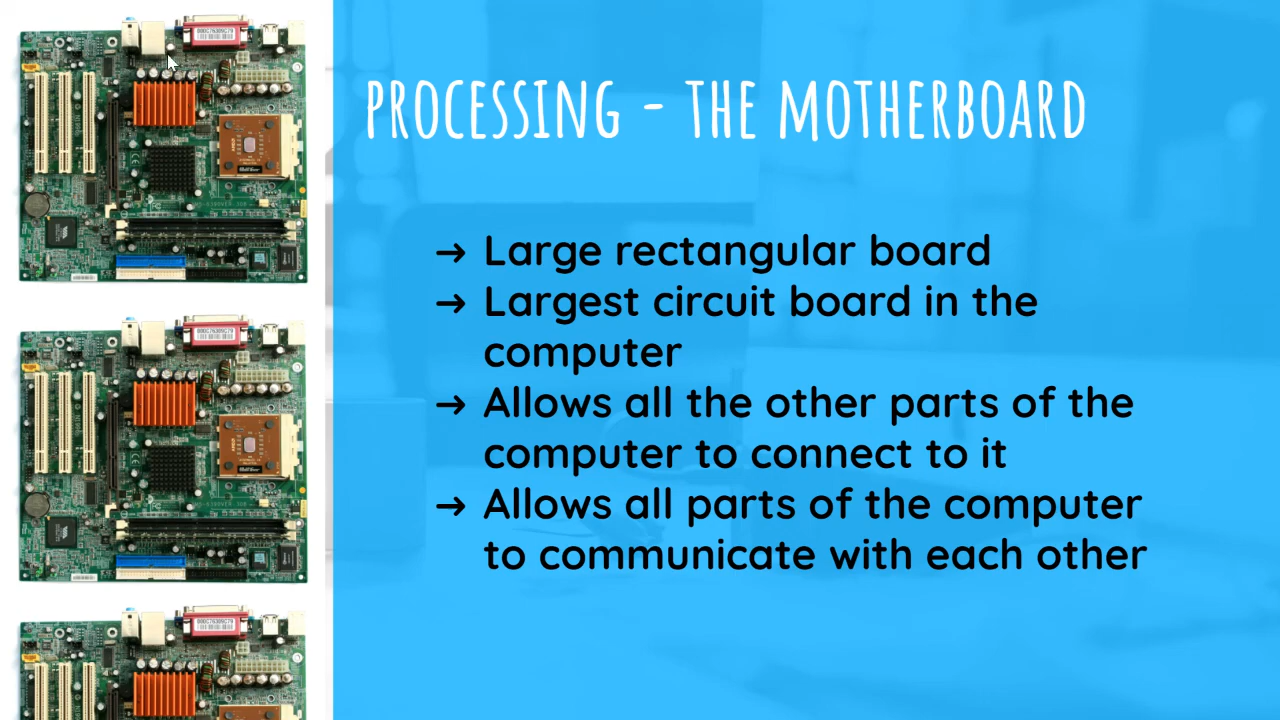 PROCESSING - THE MOTHERBOARD
→ Large rectangular board
→ Largest circuit board in the
computer
→ Allows all the other parts of the
computer to connect to it
→ Allows all parts of the computer
to communicate with each other